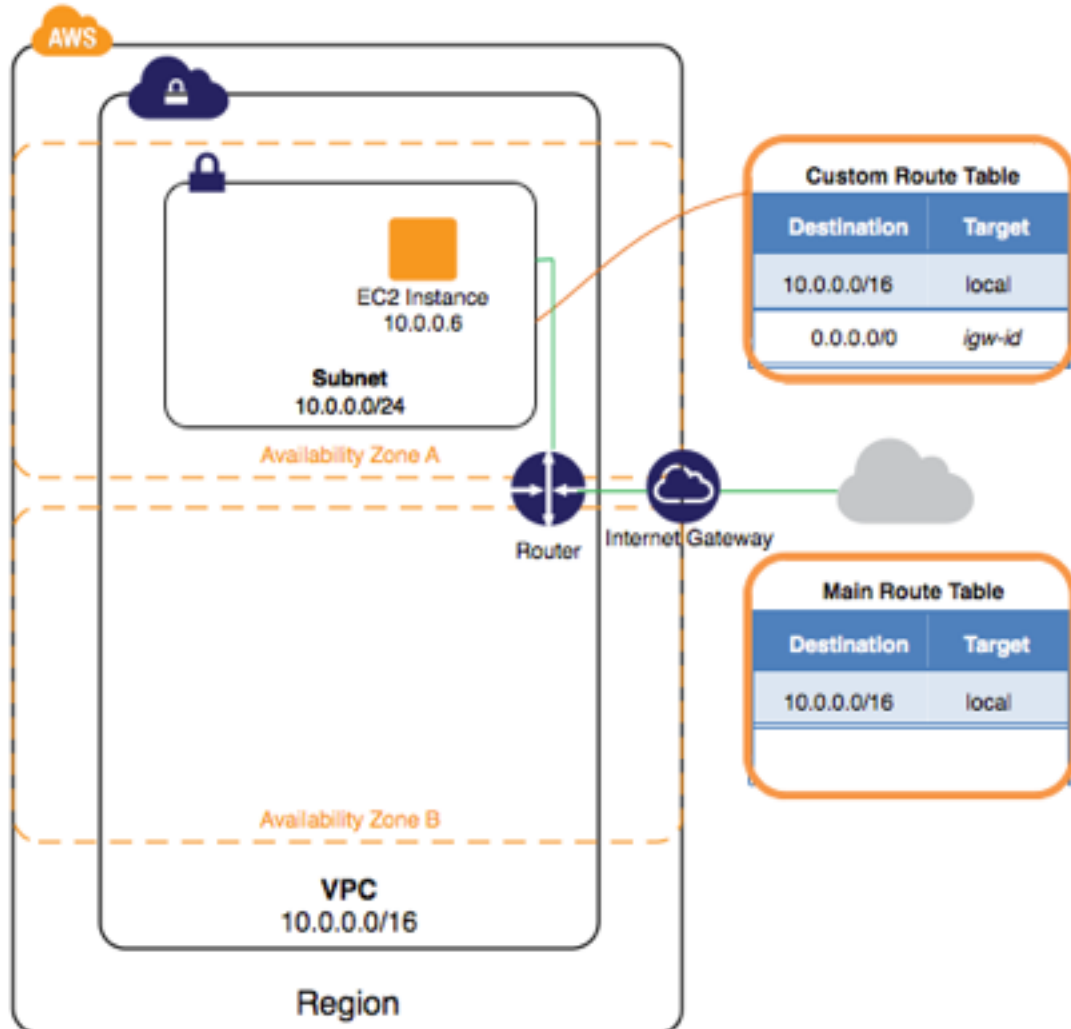 AWS
EC2 Instance
10.0.0.6
Subnet
10.0.0.0/24
Availability Zone A
Router
Internet Gateway
Availability Zone B
VPC
10.0.0.0/16
Region
Custom Route Table
Destination Target
10.0.0.0/16 local
0.0.0.0/0 igw-id
Main Route Table
Destination Target
10.0.0.0/16 local